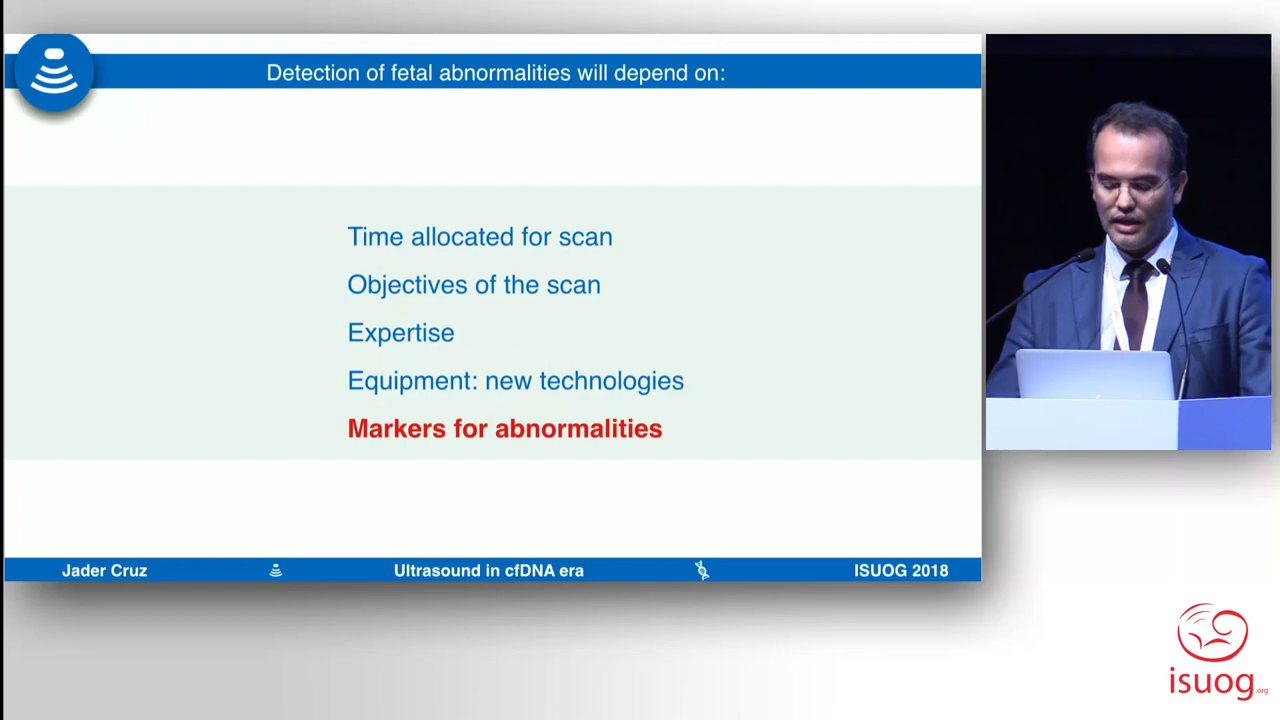 Detection of fetal abnormalities will depend on:
Time allocated for scan
Objectives of the scan
Expertise
Equipment: new technologies
Markers for abnormalities
Jader Cruz
Ultrasound in cfDNA era
ISUOG 2018
isuog.org